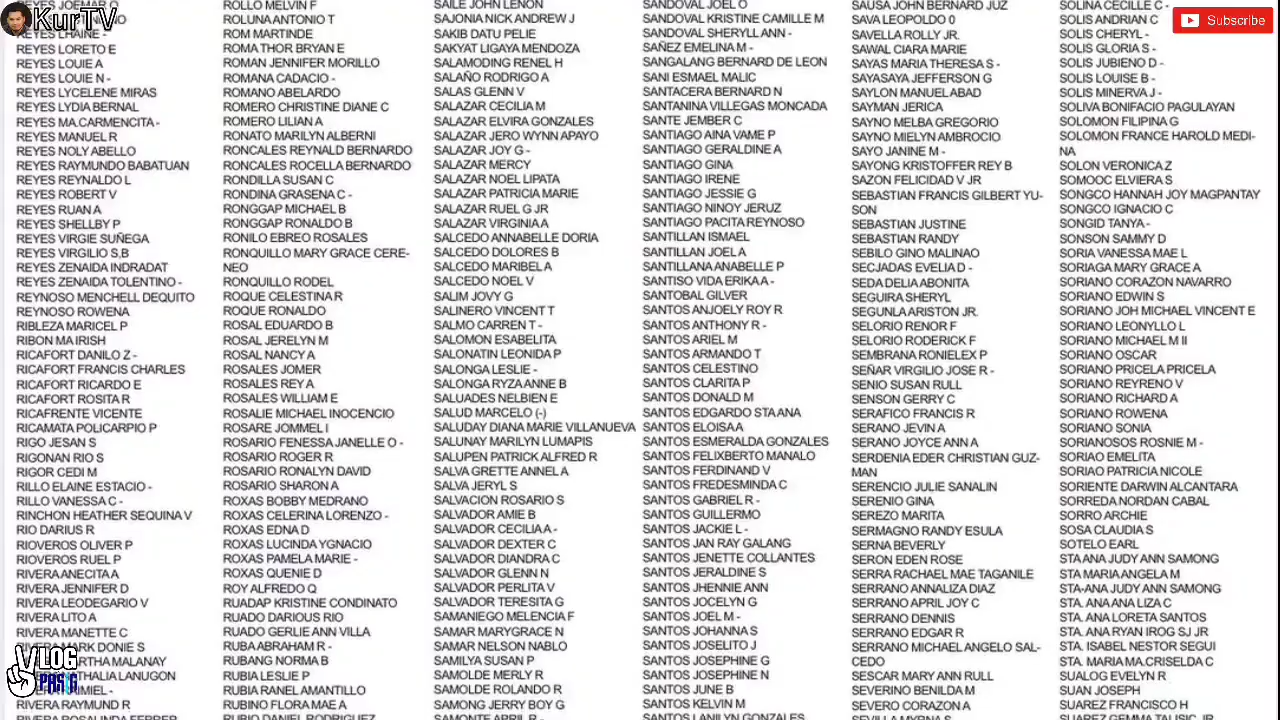 KurTV
Subscribe
REYES JOEMAR O
REYES LHAINE -
REYES LORETO E
REYES LOUIE A
REYES LOUIE N -
REYES LYCELENE MIRAS
REYES LYDIA BERNAL
REYES MA.CARMENCITA -
REYES MANUEL R
REYES NOLY ABELLO
REYES RAYMUNDO BABATUAN
REYES REYNALDO L
REYES ROBERT V
REYES RUAN A
REYES SHELLBY P
REYES VIRGIE SUÑEGA
REYES VIRGILIO S,B
REYES ZENAIDA INDRADAT
REYES ZENAIDA TOLENTINO -
REYNOSO MENCHELL DEQUITO
REYNOSO ROWENA
RIBLEZA MARICEL P
RIBON MA IRISH
RICAFORT DANILO Z -
RICAFORT FRANCIS CHARLES
RICAFORT RICARDO E
RICAFORT ROSITA R
RICAFRENTE VICENTE
RICAMATA POLICARPIO P
RIGO JESAN S
RIGONAN RIO S
RIGOR CEDI M
RILLO ELAINE ESTACIO -
RILLO VANESSA C -
RINCHON HEATHER SEQUINA V
RIO DARIUS R
RIOVEROS OLIVER P
RIOVEROS RUEL P
RIVERA ANECITA A
RIVERA JENNIFER D
RIVERA LEODEGARIO V
RIVERA LITO A
RIVERA MANETTE C
RIVERA MARK DONIE S
MALANAY
LANUGON
RIVERA RAYMUND R
RIVERA ROSALINDA FERRER
ROLLO MELVIN F
ROLUNA ANTONIO T
ROM MARTINDE
ROMA THOR BRYAN E
ROMAN JENNIFER MORILLO
ROMANA CADACIO -
ROMANO ABELARDO
ROMERO CHRISTINE DIANE C
ROMERO LILIAN A
RONATO MARILYN ALBERNI
RONCALES REYNALD BERNARDO
RONCALES ROCELLA BERNARDO
RONDILLA SUSAN C
RONDINA GRASENA C -
RONGGAP MICHAEL B
RONGGAP RONALDO B
RONILO EBREO ROSALES
RONQUILLO MARY GRACE CERE-
NEO
RONQUILLO RODEL
ROQUE CELESTINA R
ROQUE RONALDO
ROSAL EDUARDO B
ROSAL JERELYN M
ROSAL NANCY A
ROSALES JOMER
ROSALES REY A
ROSALES WILLIAM E
ROSALIE MICHAEL INOCENCIO
ROSARE JOMMEL I
ROSARIO FENESSA JANELLE O -
ROSARIO ROGER R
ROSARIO RONALYN DAVID
ROSARIO SHARON A
ROXAS BOBBY MEDRANO
ROXAS CELERINA LORENZO -
ROXAS EDNA D
ROXAS LUCINDA YGNACIO
ROXAS PAMELA MARIE -
ROXAS QUENIE D
ROY ALFREDO Q
RUADAP KRISTINE CONDINATO
RUADO DARIOUS RIO
RUADO GERLIE ANN VILLA
RUBA ABRAHAM R -
RUBANG NORMA B
RUBIA LESLIE P
RUBIA RANEL AMANTILLO
RUBINO FLORA MAE A
RUBIO DANIEL RODRIGUEZ
SAILE JOHN LENON
SAJONIA NICK ANDREW J
SAKIB DATU PELIE
SAKYAT LIGAYA MENDOZA
SALAMODING RENEL H
SALAÑO RODRIGO A
SALAS GLENN V
SALAZAR CECILIA M
SALAZAR ELVIRA GONZALES
SALAZAR JERO WYNN APAYO
SALAZAR JOY G -
SALAZAR MERCY
SALAZAR NOEL LIPATA
SALAZAR PATRICIA MARIE
SALAZAR RUEL G JR
SALAZAR VIRGINIA A
SALCEDO ANNABELLE DORIA
SALCEDO DOLORES B
SALCEDO MARIBEL A
SALCEDO NOEL V
SALIM JOVY G
SALINERO VINCENT T
SALMO CARREN T -
SALOMON ESABELITA
SALONATIN LEONIDA P
SALONGA LESLIE -
SALONGA RYZA ANNE B
SALUADES NELBIEN E
SALUD MARCELO (-)
SALUDAY DIANA MARIE VILLANUEVA
SALUNAY MARILYN LUMAPIS
SALUPEN PATRICK ALFRED R
SALVA GRETTE ANNEL A
SALVA JERYL S
SALVACION ROSARIO S
SALVADOR AMIE B
SALVADOR CECILIA A -
SALVADOR DEXTER C
SALVADOR DIANDRA C
SALVADOR GLENN N
SALVADOR PERLITA V
SALVADOR TERESITA G
SAMANIEGO MELENCIA F
SAMAR MARYGRACE N
SAMAR NELSON NABLO
SAMILYA SUSAN P
SAMOLDE MERLY R
SAMOLDE ROLANDO R
SAMONG JERRY BOY G
SAMONTE APRIL R -
SANDOVAL JOEL O
SANDOVAL KRISTINE CAMILLE M
SANDOVAL SHERYLL ANN -
SAÑEZ EMELINA M -
SANGALANG BERNARD DE LEON
SANI ESMAEL MALIC
SANTACERA BERNARD N
SANTANINA VILLEGAS MONCADA
SANTE JEMBER C
SANTIAGO AINA VAME P
SANTIAGO GERALDINE A
SANTIAGO GINA
SANTIAGO IRENE
SANTIAGO JESSIE G
SANTIAGO NINOY JERUZ
SANTIAGO PACITA REYNOSO
SANTILLAN ISMAEL
SANTILLAN JOEL A
SANTILLANA ANABELLE P
SANTISO VIDA ERIKA A -
SANTOBAL GILVER
SANTOS ANJOELY ROY R
SANTOS ANTHONY R -
SANTOS ARIEL M
SANTOS ARMANDO T
SANTOS CELESTINO
SANTOS CLARITA P
SANTOS DONALD M
SANTOS EDGARDO STA ANA
SANTOS ELOISA A
SANTOS ESMERALDA GONZALES
SANTOS FELIXBERTO MANALO
SANTOS FERDINAND V
SANTOS FREDESMINDA C
SANTOS GABRIEL R -
SANTOS GUILLERMO
SANTOS JACKIE L -
SANTOS JAN RAY GALANG
SANTOS JENETTE COLLANTES
SANTOS JERALDINE S
SANTOS JHENNIE ANN
SANTOS JOCELYN G
SANTOS JOEL M -
SANTOS JOHANNA S
SANTOS JOSELITO J
SANTOS JOSEPHINE G
SANTOS JOSEPHINE N
SANTOS JUNE B
SANTOS KELVIN M
SANTOS LANILYN GONZALES
SAUSA JOHN BERNARD JUZ
SAVA LEOPOLDO 0
SAVELLA ROLLY JR.
SAWAL CIARA MARIE
SAYAS MARIA THERESA S -
SAYASAYA JEFFERSON G
SAYLON MANUEL ABAD
SAYMAN JERICA
SAYNO MELBA GREGORIO
SAYNO MIELYN AMBROCIO
SAYO JANINE M -
SAYONG KRISTOFFER REY B
SAZON FELICIDAD V JR
SEBASTIAN FRANCIS GILBERT YU-
SON
SEBASTIAN JUSTINE
SEBASTIAN RANDY
SEBILO GINO MALINAO
SECJADAS EVELIA D -
SEDA DELIA ABONITA
SEGUIRA SHERYL
SEGUNLA ARISTON JR.
SELORIO RENOR F
SELORIO RODERICK F
SEMBRANA RONIELEX P
SEÑAR VIRGILIO JOSE R -
SENIO SUSAN RULL
SENSON GERRY C
SERAFICO FRANCIS R
SERANO JEVIN A
SERANO JOYCE ANN A
SERDENIA EDER CHRISTIAN GUZ-
MAN
SERENCIO JULIE SANALIN
SERENIO GINA
SEREZO MARITA
SERMAGNO RANDY ESULA
SERNA BEVERLY
SERON EDEN ROSE
SERRA RACHAEL MAE TAGANILE
SERRANO ANNALIZA DIAZ
SERRANO APRIL JOY C
SERRANO DENNIS
SERRANO EDGAR R
SERRANO MICHAEL ANGELO SAL-
CEDO
SESCAR MARY ANN RULL
SEVERINO BENILDA M
SEVERO CORAZON A
SEVILLA MYRNA S
SOLINA CECILLE C -
SOLIS ADRIAN C
SOLIS CHERYL -
SOLIS GLORIA S -
SOLIS JUBIENO D -
SOLIS LOUISE B -
SOLIS MINERVA J -
SOLIVA BONIFACIO PAGULAYAN
SOLOMON FILIPINA G
SOLOMON FRANCE HAROLD MEDI-
NA
SOLON VERONICA Z
SOMOOC ELVIERA S
SONGCO HANNAH JOY MAGPANTAY
SONGCO IGNACIO C
SONGID TANYA -
SONSON SAMMY D
SORIA VANESSA MAE L
SORIAGA MARY GRACE A
SORIANO CORAZON NAVARRO
SORIANO EDWIN S
SORIANO JOH MICHAEL VINCENT E
SORIANO LEONYLLO L
SORIANO MICHAEL M II
SORIANO OSCAR
SORIANO PRICELA PRICELA
SORIANO REYRENO V
SORIANO RICHARD A
SORIANO ROWENA
SORIANO SONIA
SORIANOSOS ROSNIE M -
SORIAO EMELITA
SORIAO PATRICIA NICOLE
SORIENTE DARWIN ALCANTARA
SORREDA NORDAN CABAL
SORRO ARCHIE
SOSA CLAUDIA S
SOTELO EARL
STA ANA JUDY ANN SAMONG
STA MARIA ANGELA M
STA-ANA JUDY ANN SAMONG
STA. ANA ANA LIZA C
STA. ANA LORETA SANTOS
STA. ANA RYAN IROG SJ JR
STA. ISABEL NESTOR SEGUI
STA. MARIA MA.CRISELDA C
SUALOG EVELYN R
SUAN JOSEPH
SUAREZ FRANCISCO H
VLOG
PASIG